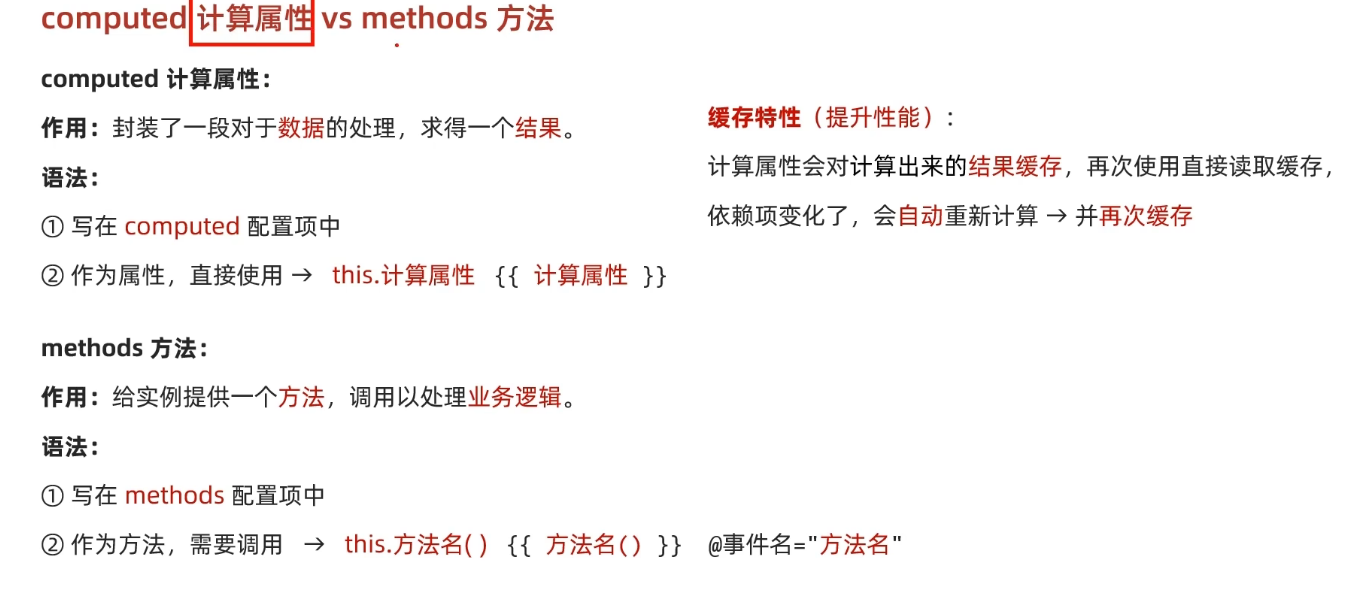 computed 计算属性 vs methods 方法
computed 计算属性：
作用：封装了一段对于数据的处理，求得一个结果。
语法：
① 写在 computed 配置项中
② 作为属性，直接使用 → this.计算属性 {{ 计算属性 }}
缓存特性（提升性能）：
计算属性会对计算出来的结果缓存，再次使用直接读取缓存，
依赖项变化了，会自动重新计算 → 并再次缓存
methods 方法：
作用：给实例提供一个方法，调用以处理业务逻辑。
语法：
① 写在 methods 配置项中
② 作为方法，需要调用 → this.方法名( ) {{ 方法名() }} @事件名="方法名"